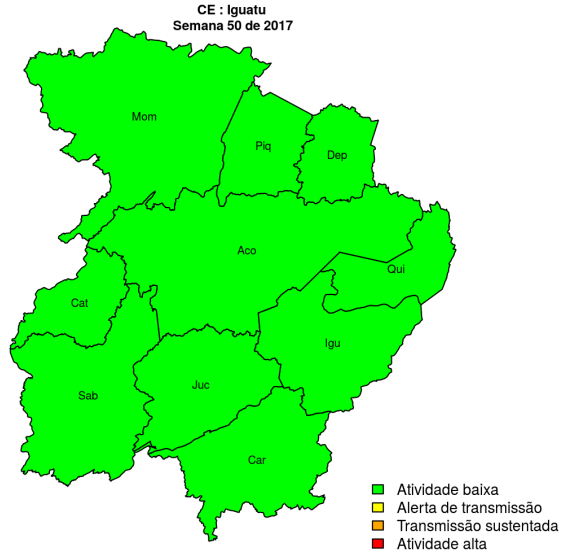 CE : Iguatu
Semana 50 de 2017
Mom
Piq
Dep
Aco
Qui
Cat
Igu
Juc
Sab
Car
Atividade baixa
Alerta de transmissão
Transmissão sustentada
Atividade alta